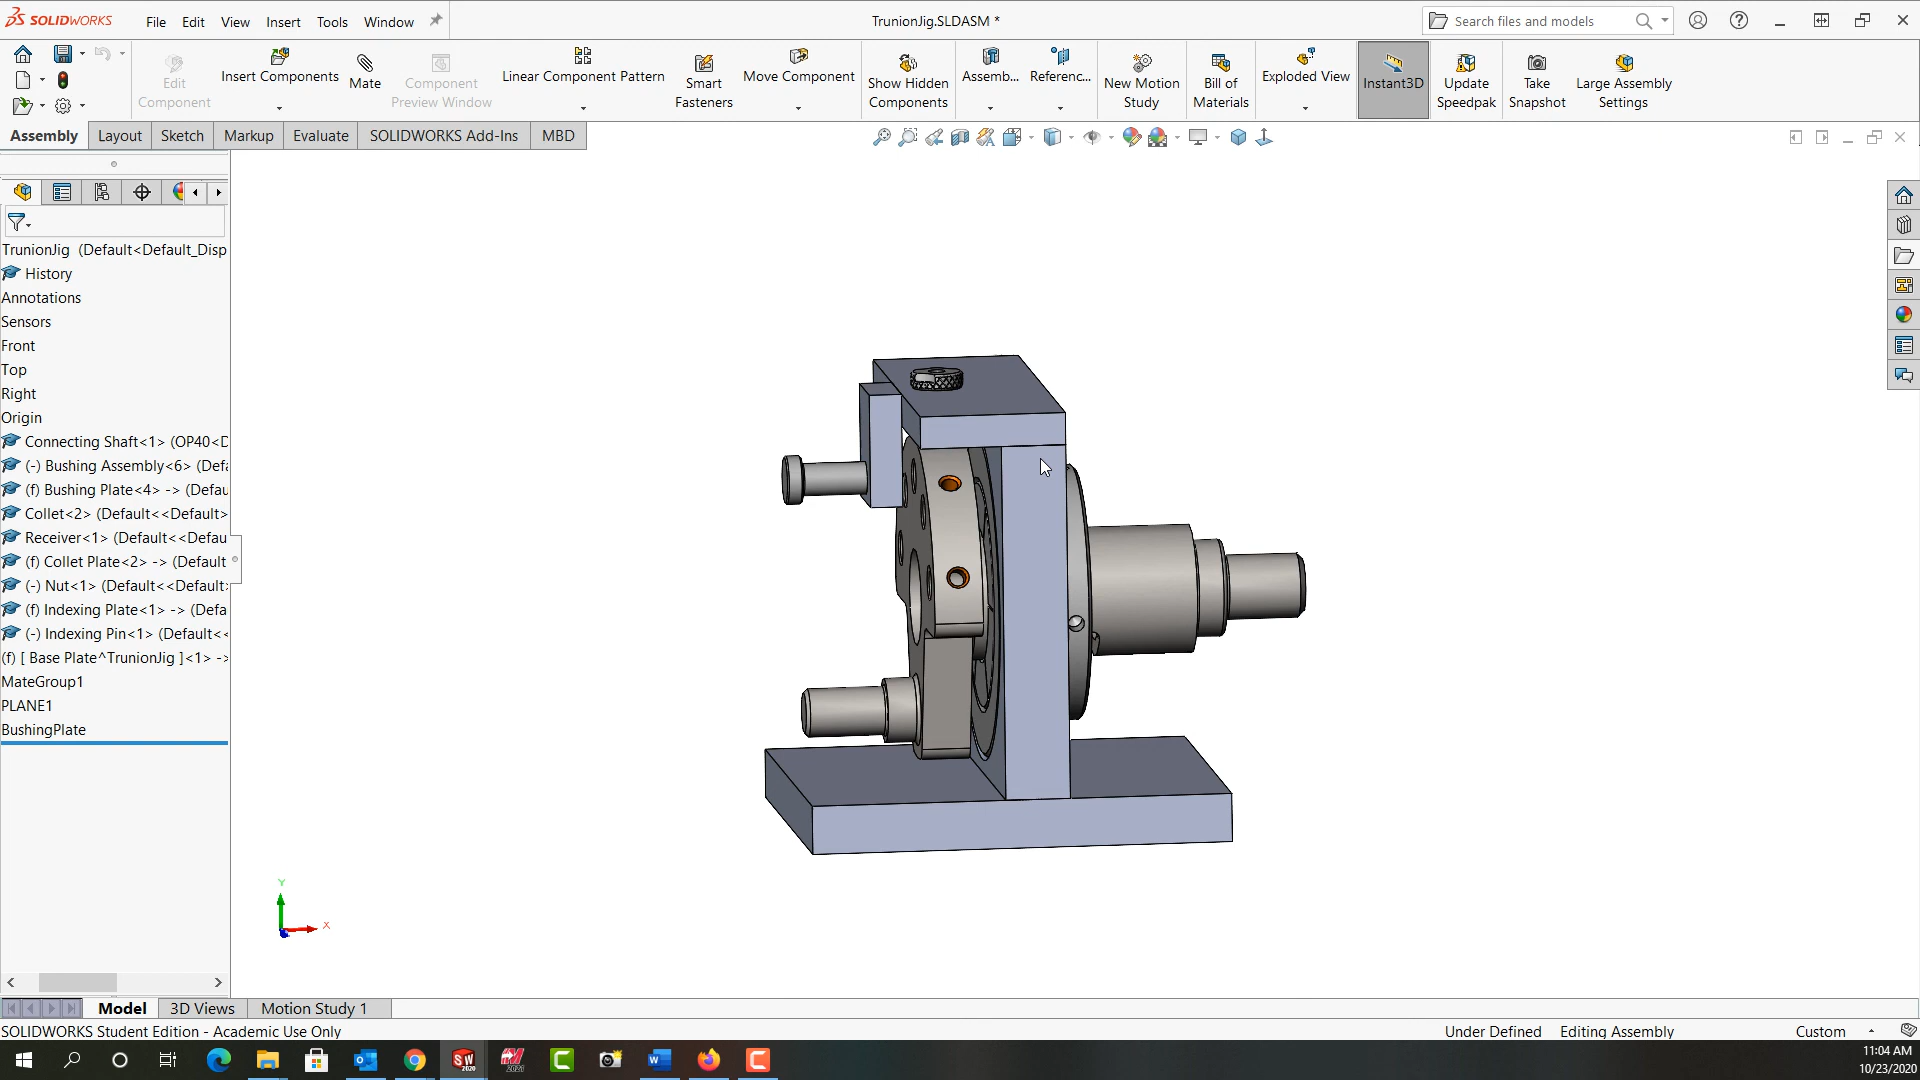 SOLIDWORKS File Edit View Insert Tools Window
TrunionJig.SLDASM *
Search files and models
Edit Component
Insert Components
Mate
Component Preview Window
Linear Component Pattern
Smart Fasteners
Move Component
Show Hidden Components
Assemb...
Referenc...
New Motion Study
Bill of Materials
Exploded View
Instant3D
Update Speedpak
Take Snapshot
Large Assembly Settings
Assembly Layout Sketch Markup Evaluate SOLIDWORKS Add-Ins MBD
TrunionJig (Default<Default_Disp
History
Annotations
Sensors
Front
Top
Right
Origin
Connecting Shaft<1> (OP40<D
(-) Bushing Assembly<6> (Defa
(f) Bushing Plate<4> -> (Defau
Collet<2> (Default<<Default>
Receiver<1> (Default<<Defau
(f) Collet Plate<2> -> (Default
(-) Nut<1> (Default<<Default>
(f) Indexing Plate<1> -> (Defa
(-) Indexing Pin<1> (Default<<
(f) [ Base Plate^TrunionJig ]<1> ->
MateGroup1
PLANE1
BushingPlate
Y
X
Model 3D Views Motion Study 1
SOLIDWORKS Student Edition - Academic Use Only
Under Defined Editing Assembly Custom
11:04 AM
10/23/2020